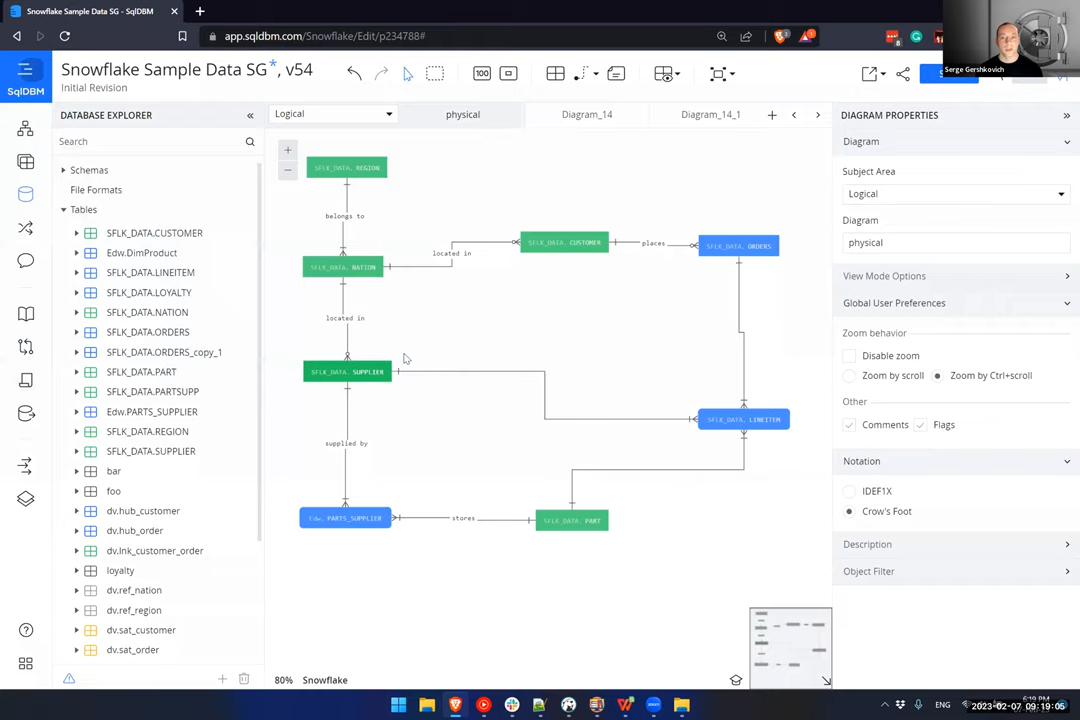 Snowflake Sample Data SG
app.sqldbm.com/Snowflake/Edit/p234788#
8
3
1
Serge Gershkovich
SqlDBM
Snowflake Sample Data SG*, v54
Initial Revision
100
DATABASE EXPLORER
Search
Schemas
File Formats
Tables
SFLK_DATA.CUSTOMER
Edw.DimProduct
SFLK_DATA.LINEITEM
SFLK_DATA.LOYALTY
SFLK_DATA.NATION
SFLK_DATA.ORDERS
SFLK_DATA.ORDERS_copy_1
SFLK_DATA.PART
SFLK_DATA.PARTSUPP
Edw.PARTS_SUPPLIER
SFLK_DATA.REGION
SFLK_DATA.SUPPLIER
bar
foo
dv.hub_customer
dv.hub_order
dv.lnk_customer_order
loyalty
dv.ref_nation
dv.ref_region
dv.sat_customer
dv.sat_order
Logical
physical
Diagram_14
Diagram_14_1
SFLK_DATA. REGION
belongs to
SFLK_DATA. NATION
located in
SFLK_DATA. CUSTOMER
places
SFLK_DATA. ORDERS
located in
SFLK_DATA. SUPPLIER
SFLK_DATA. LINEITEM
supplied by
Edw. PARTS_SUPPLIER
stores
SFLK_DATA. PART
80%
Snowflake
DIAGRAM PROPERTIES
Diagram
Subject Area
Logical
Diagram
physical
View Mode Options
Global User Preferences
Zoom behavior
Disable zoom
Zoom by scroll
Zoom by Ctrl+scroll
Other
Comments
Flags
Notation
IDEF1X
Crow's Foot
Description
Object Filter
ENG
2023-02-07 09:19:05